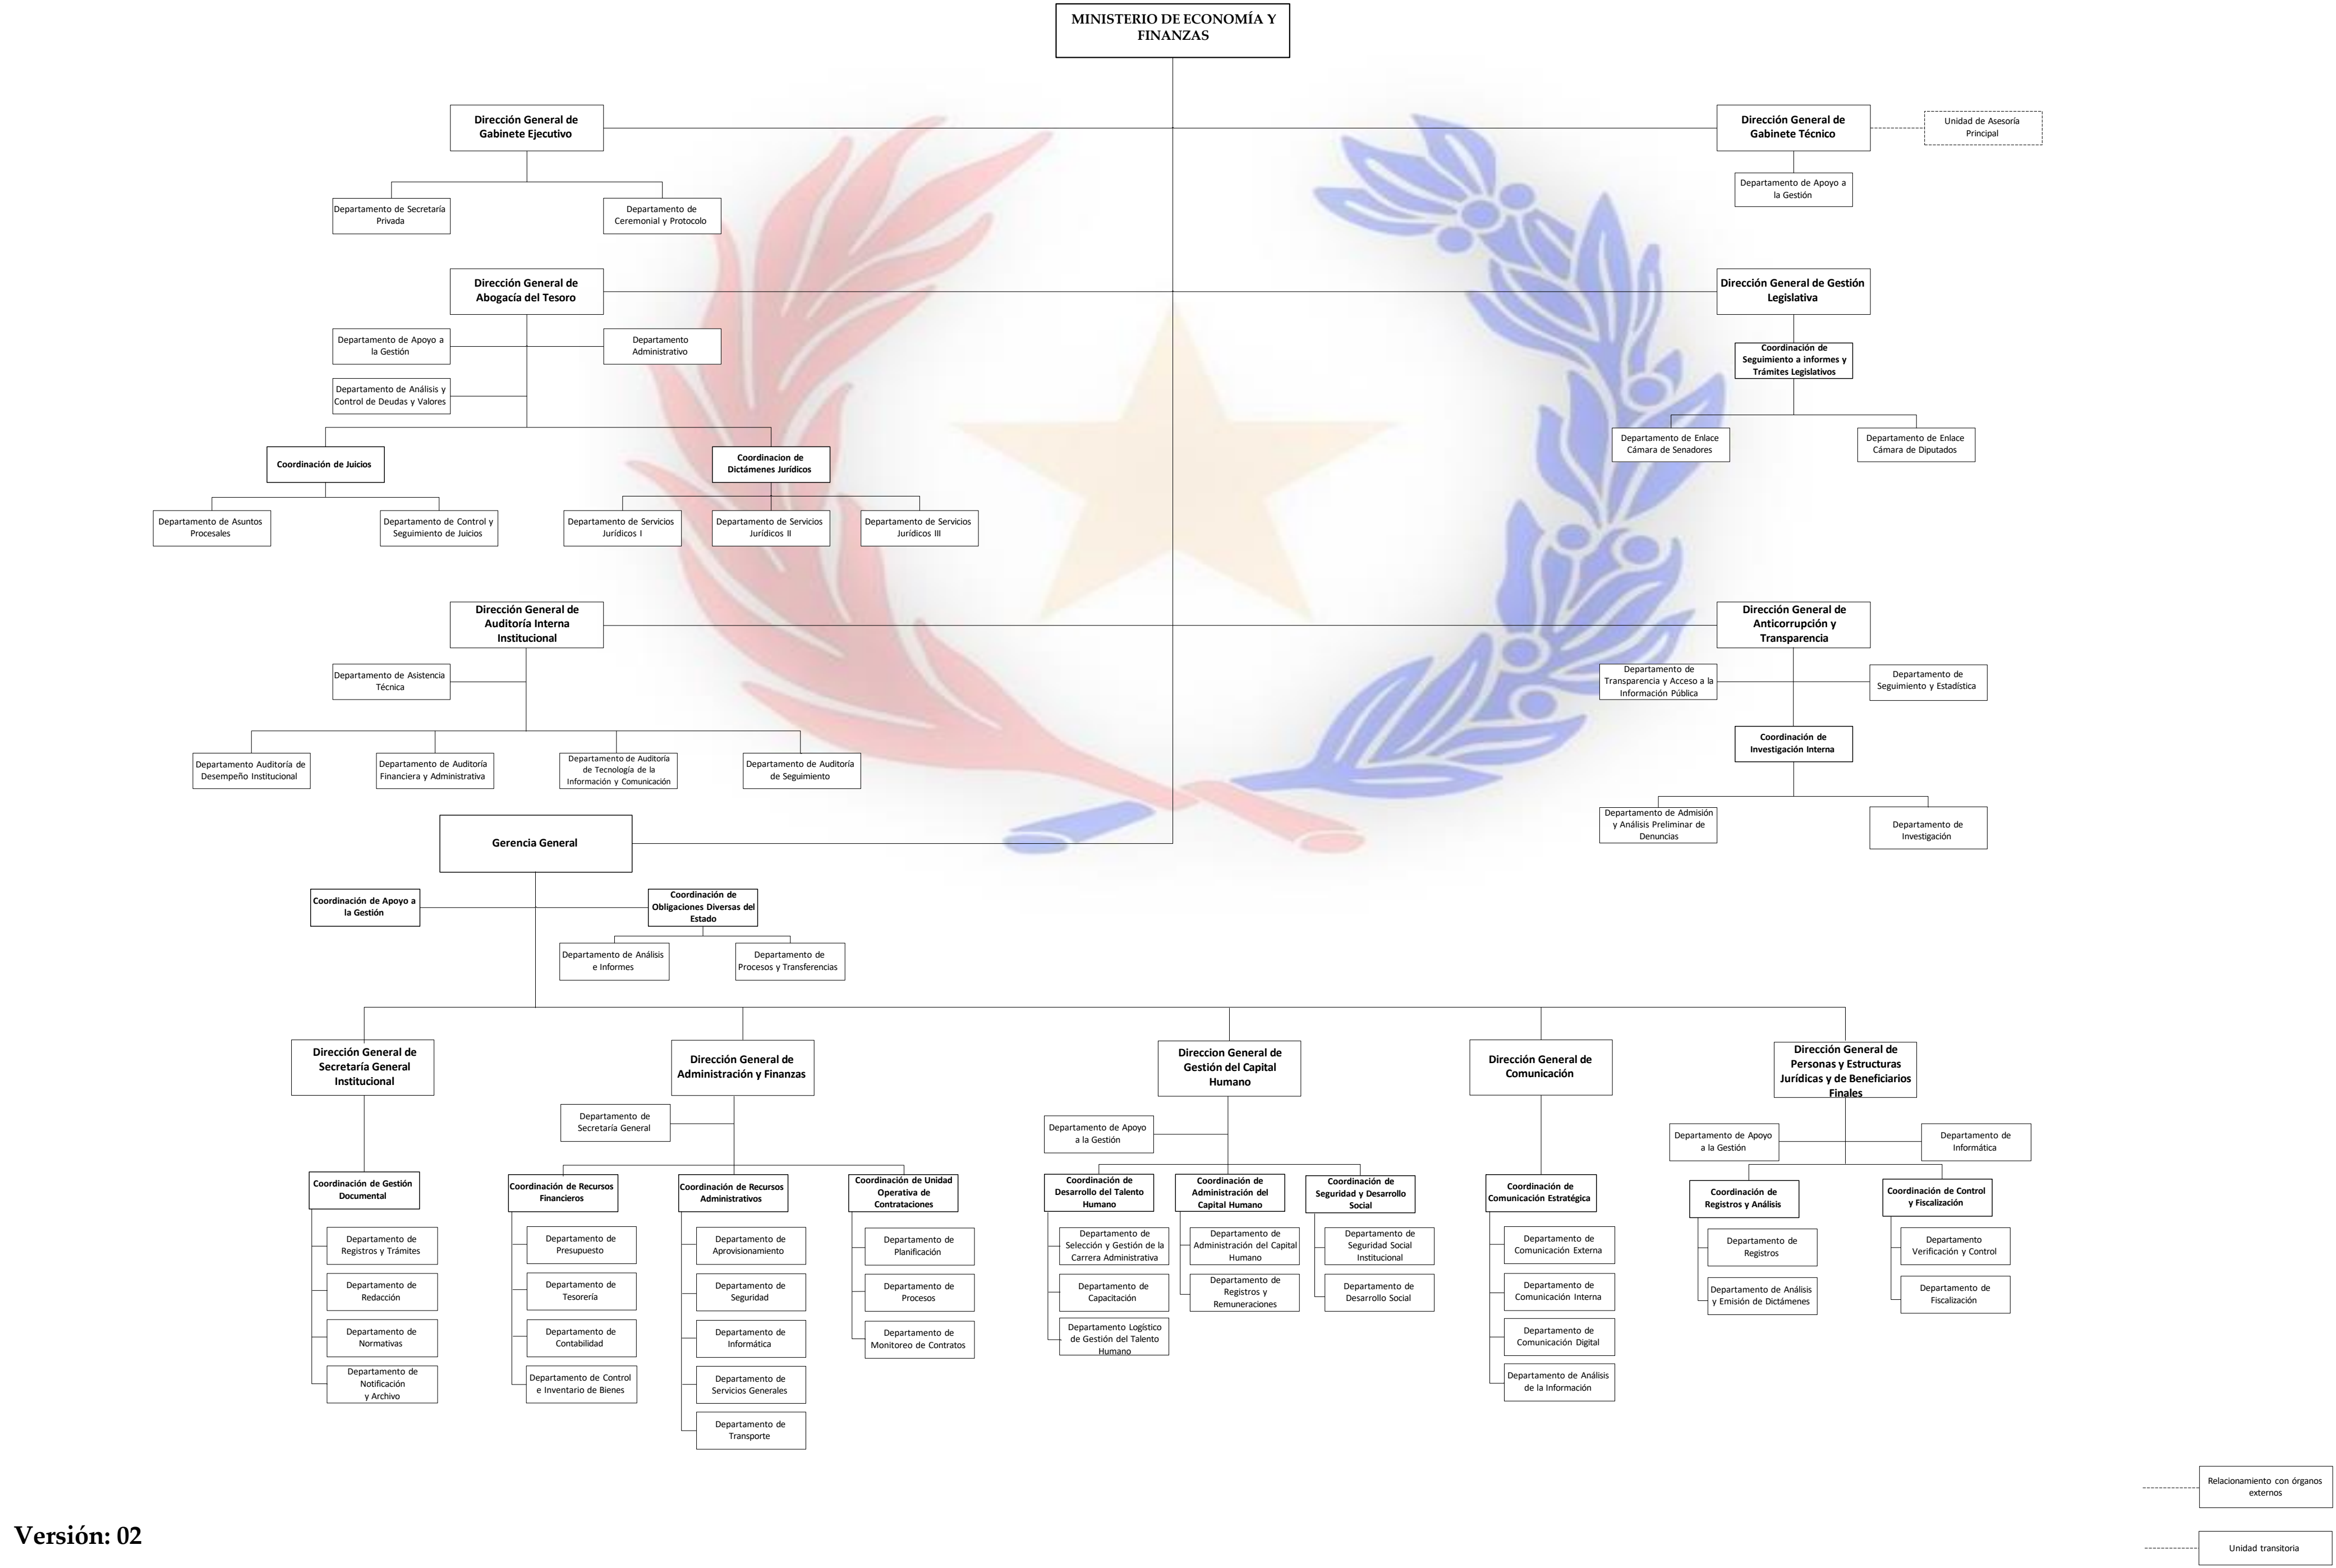 MINISTERIO DE ECONOMÍA Y
FINANZAS
Dirección General de
Gabinete Ejecutivo
Dirección General de
Gabinete Técnico
Unidad de Asesoría
Principal
Departamento de Apoyo a
la Gestión
Departamento de Secretaría
Privada
Departamento de
Ceremonial y Protocolo
Dirección General de
Abogacía del Tesoro
Dirección General de Gestión
Legislativa
Departamento de Apoyo a
la Gestión
Departamento
Administrativo
Coordinación de
Seguimiento a informes y
Trámites Legislativos
Departamento de Análisis y
Control de Deudas y Valores
Departamento de Enlace
Cámara de Senadores
Departamento de Enlace
Cámara de Diputados
Coordinación de Juicios
Coordinacion de
Dictámenes Jurídicos
Departamento de Asuntos
Procesales
Departamento de Control y
Seguimiento de Juicios
Departamento de Servicios
Jurídicos I
Departamento de Servicios
Jurídicos II
Departamento de Servicios
Jurídicos III
Dirección General de
Auditoría Interna
Institucional
Dirección General de
Anticorrupción y
Transparencia
Departamento de Asistencia
Técnica
Departamento de
Transparencia y Acceso a la
Información Pública
Departamento de
Seguimiento y Estadística
Coordinación de
Investigación Interna
Departamento Auditoría de
Desempeño Institucional
Departamento de Auditoría
Financiera y Administrativa
Departamento de Auditoría
de Tecnología de la
Información y Comunicación
Departamento de Auditoría
de Seguimiento
Departamento de Admisión
y Análisis Preliminar de
Denuncias
Departamento de
Investigación
Gerencia General
Coordinación de Apoyo a
la Gestión
Coordinación de
Obligaciones Diversas del
Estado
Departamento de Análisis
e Informes
Departamento de
Procesos y Transferencias
Dirección General de
Secretaría General
Institucional
Dirección General de
Administración y Finanzas
Direccion General de
Gestión del Capital
Humano
Dirección General de
Comunicación
Dirección General de
Personas y Estructuras
Jurídicas y de Beneficiarios
Finales
Departamento de
Secretaría General
Departamento de Apoyo
a la Gestión
Departamento de Apoyo
a la Gestión
Departamento de
Informática
Coordinación de Gestión
Documental
Coordinación de Recursos
Financieros
Coordinación de Recursos
Administrativos
Coordinación de Unidad
Operativa de
Contrataciones
Coordinación de
Desarrollo del Talento
Humano
Coordinación de
Administración del
Capital Humano
Coordinación de
Seguridad y Desarrollo
Social
Coordinación de
Comunicación Estratégica
Coordinación de
Registros y Análisis
Coordinación de Control
y Fiscalización
Departamento de
Registros y Trámites
Departamento de
Redacción
Departamento de
Normativas
Departamento de
Notificación
y Archivo
Departamento de
Presupuesto
Departamento de
Tesorería
Departamento de
Contabilidad
Departamento de Control
e Inventario de Bienes
Departamento de
Aprovisionamiento
Departamento de
Seguridad
Departamento de
Informática
Departamento de
Servicios Generales
Departamento de
Transporte
Departamento de
Planificación
Departamento de
Procesos
Departamento de
Monitoreo de Contratos
Departamento de
Selección y Gestión de la
Carrera Administrativa
Departamento de
Capacitación
Departamento Logístico
de Gestión del Talento
Humano
Departamento de
Administración del Capital
Humano
Departamento de
Registros y
Remuneraciones
Departamento de
Seguridad Social
Institucional
Departamento de
Desarrollo Social
Departamento de
Comunicación Externa
Departamento de
Comunicación Interna
Departamento de
Comunicación Digital
Departamento de Análisis
de la Información
Departamento de
Registros
Departamento de Análisis
y Emisión de Dictámenes
Departamento
Verificación y Control
Departamento de
Fiscalización
Relacionamiento con órganos
externos
Unidad transitoria
Versión: 02